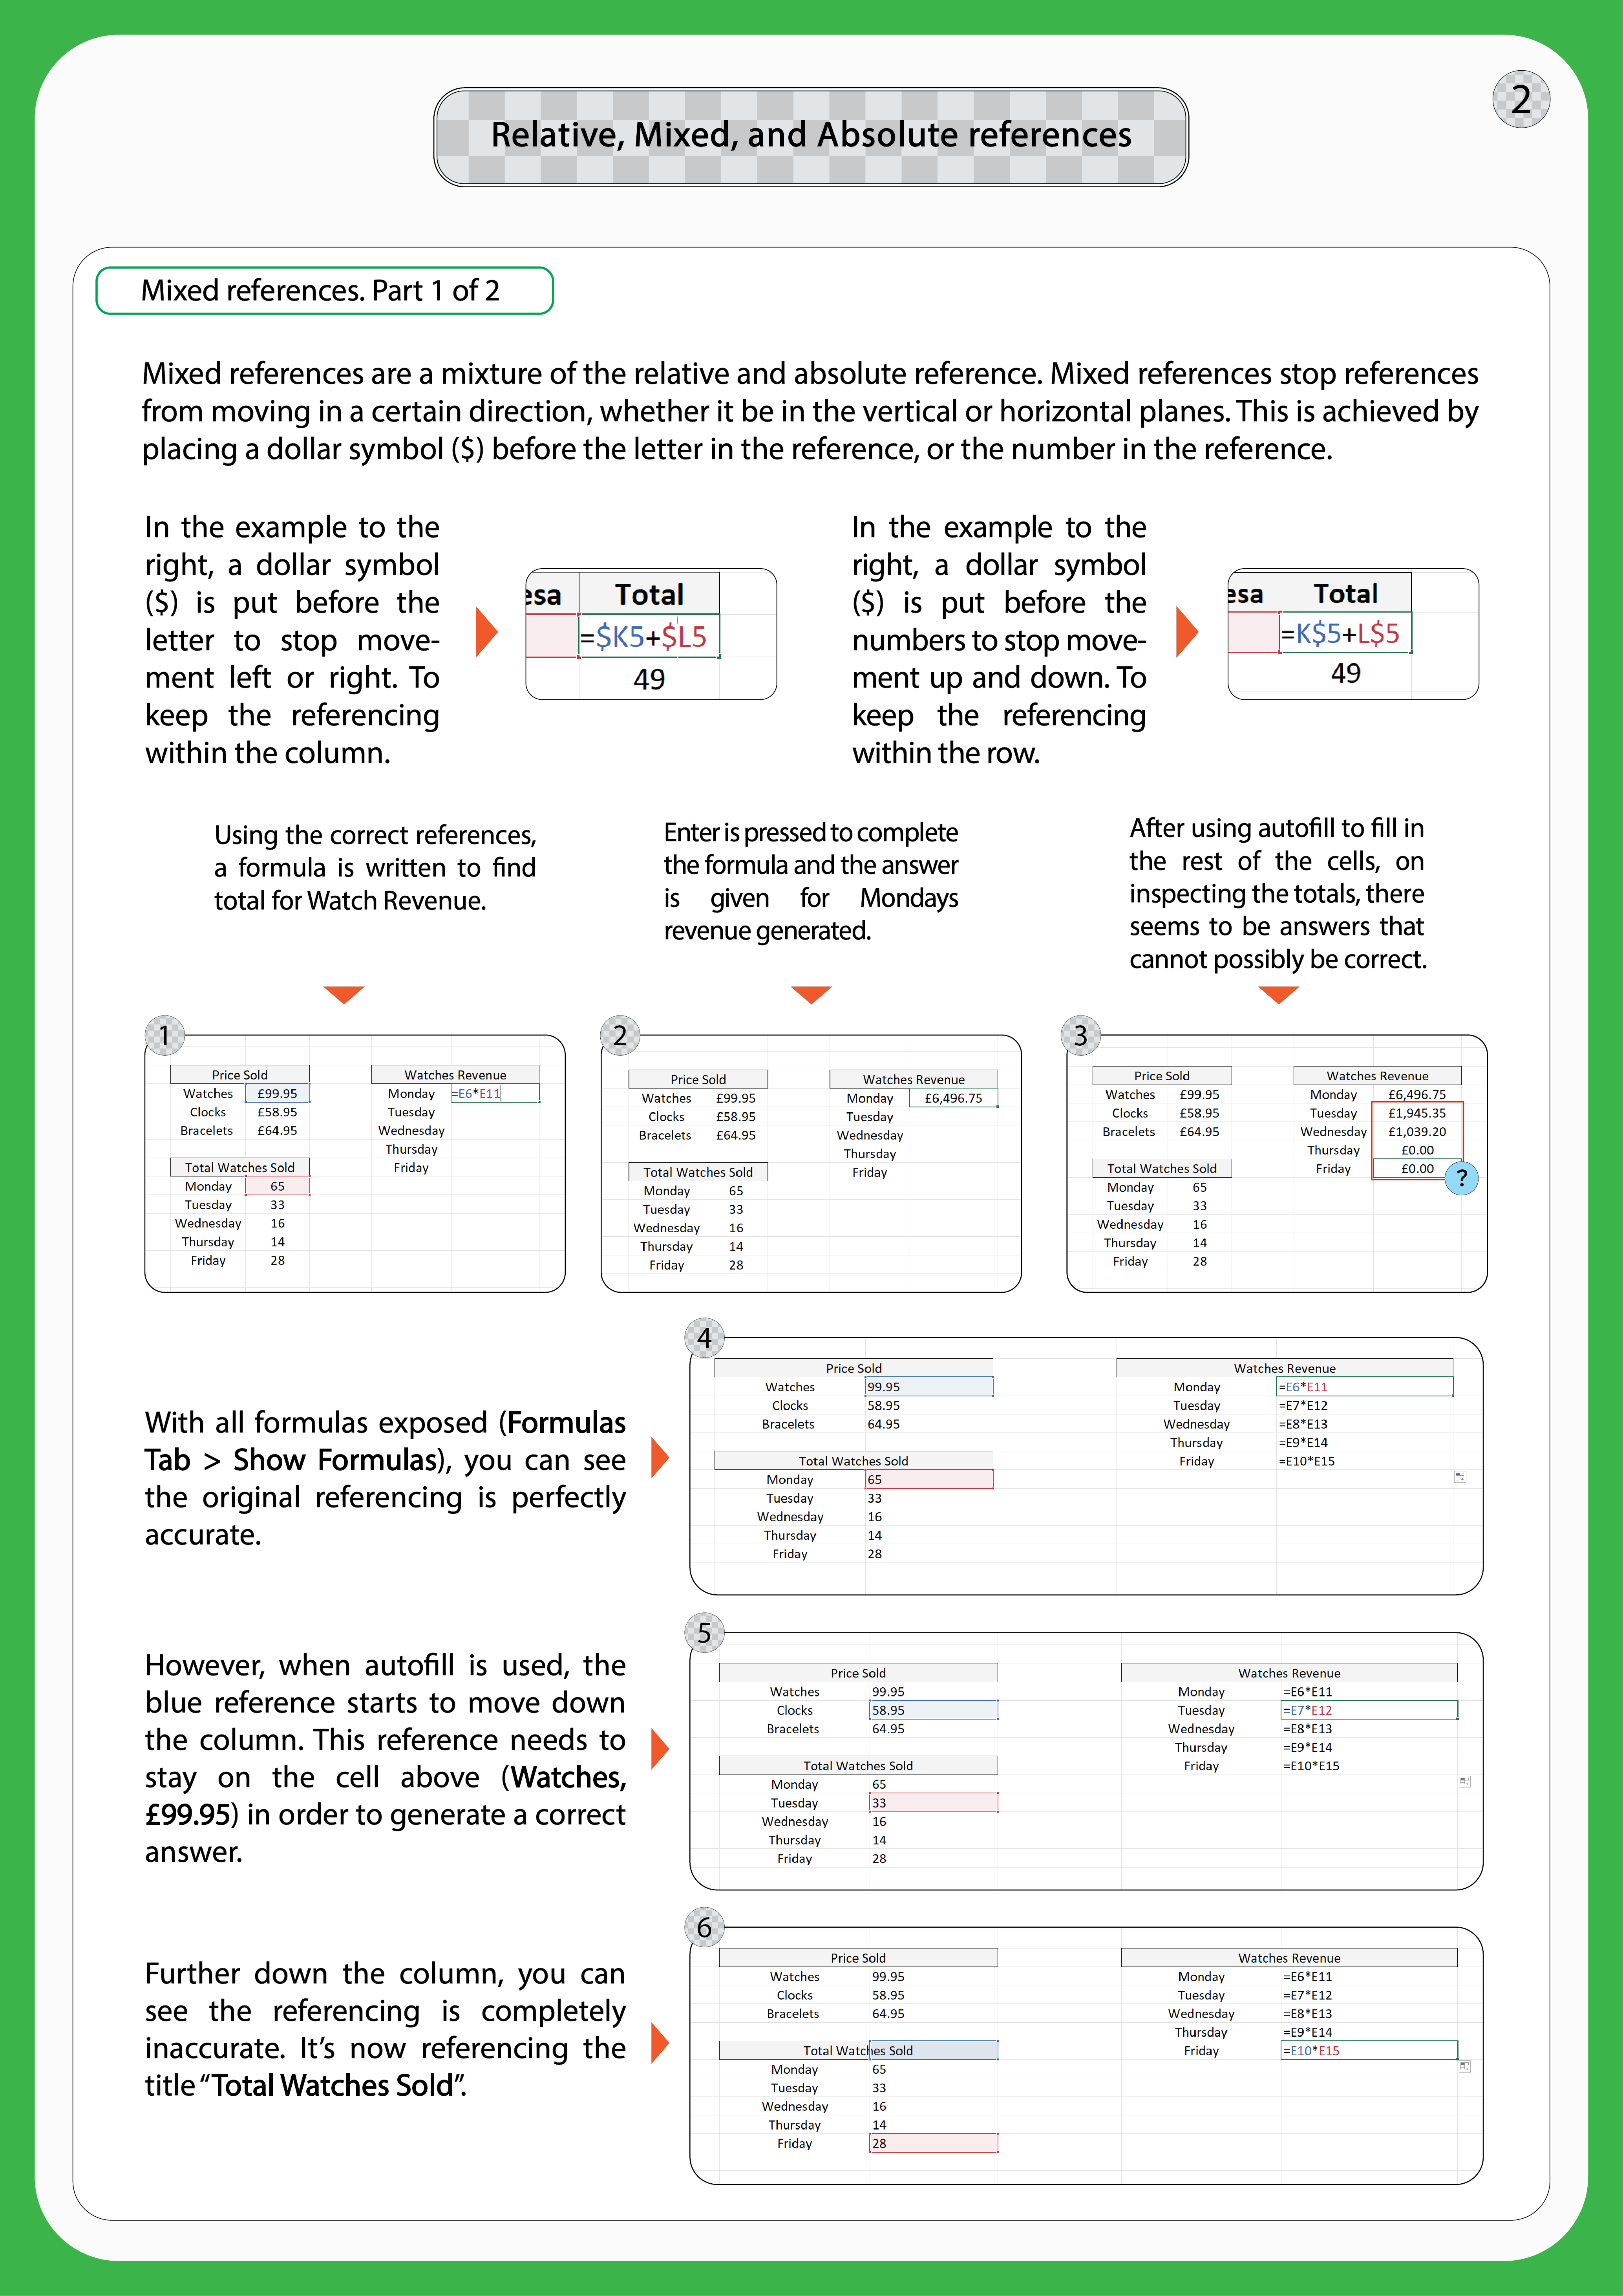 2
Relative, Mixed, and Absolute references
Mixed references. Part 1 of 2
Mixed references are a mixture of the relative and absolute reference. Mixed references stop references
from moving in a certain direction, whether it be in the vertical or horizontal planes. This is achieved by
placing a dollar symbol ($) before the letter in the reference, or the number in the reference.
In the example to the
right, a dollar symbol
($) is put before the
letter to stop move-
ment left or right. To
keep the referencing
within the column.
esa Total
=$K5+$L5
49
In the example to the
right, a dollar symbol
($) is put before the
numbers to stop move-
ment up and down. To
keep the referencing
within the row.
esa Total
=K$5+L$5
49
Using the correct references,
a formula is written to find
total for Watch Revenue.
Enter is pressed to complete
the formula and the answer
is given for Mondays
revenue generated.
After using autofill to fill in
the rest of the cells, on
inspecting the totals, there
seems to be answers that
cannot possibly be correct.
1
Price Sold Watches Revenue
Watches £99.95 Monday =E6*E11
Clocks £58.95 Tuesday
Bracelets £64.95 Wednesday
Thursday
Total Watches Sold Friday
Monday 65
Tuesday 33
Wednesday 16
Thursday 14
Friday 28
2
Price Sold Watches Revenue
Watches £99.95 Monday £6,496.75
Clocks £58.95 Tuesday
Bracelets £64.95 Wednesday
Thursday
Total Watches Sold Friday
Monday 65
Tuesday 33
Wednesday 16
Thursday 14
Friday 28
3
Price Sold Watches Revenue
Watches £99.95 Monday £6,496.75
Clocks £58.95 Tuesday £1,945.35
Bracelets £64.95 Wednesday £1,039.20
Thursday £0.00
Total Watches Sold Friday £0.00
?
Monday 65
Tuesday 33
Wednesday 16
Thursday 14
Friday 28
With all formulas exposed (Formulas
Tab > Show Formulas), you can see
the original referencing is perfectly
accurate.
4
Price Sold Watches Revenue
Watches 99.95 Monday =E6*E11
Clocks 58.95 Tuesday =E7*E12
Bracelets 64.95 Wednesday =E8*E13
Thursday =E9*E14
Total Watches Sold Friday =E10*E15
Monday 65
Tuesday 33
Wednesday 16
Thursday 14
Friday 28
However, when autofill is used, the
blue reference starts to move down
the column. This reference needs to
stay on the cell above (Watches,
£99.95) in order to generate a correct
answer.
5
Price Sold Watches Revenue
Watches 99.95 Monday =E6*E11
Clocks 58.95 Tuesday =E7*E12
Bracelets 64.95 Wednesday =E8*E13
Thursday =E9*E14
Total Watches Sold Friday =E10*E15
Monday 65
Tuesday 33
Wednesday 16
Thursday 14
Friday 28
Further down the column, you can
see the referencing is completely
inaccurate. It’s now referencing the
title “Total Watches Sold”.
6
Price Sold Watches Revenue
Watches 99.95 Monday =E6*E11
Clocks 58.95 Tuesday =E7*E12
Bracelets 64.95 Wednesday =E8*E13
Thursday =E9*E14
Total Watches Sold Friday =E10*E15
Monday 65
Tuesday 33
Wednesday 16
Thursday 14
Friday 28